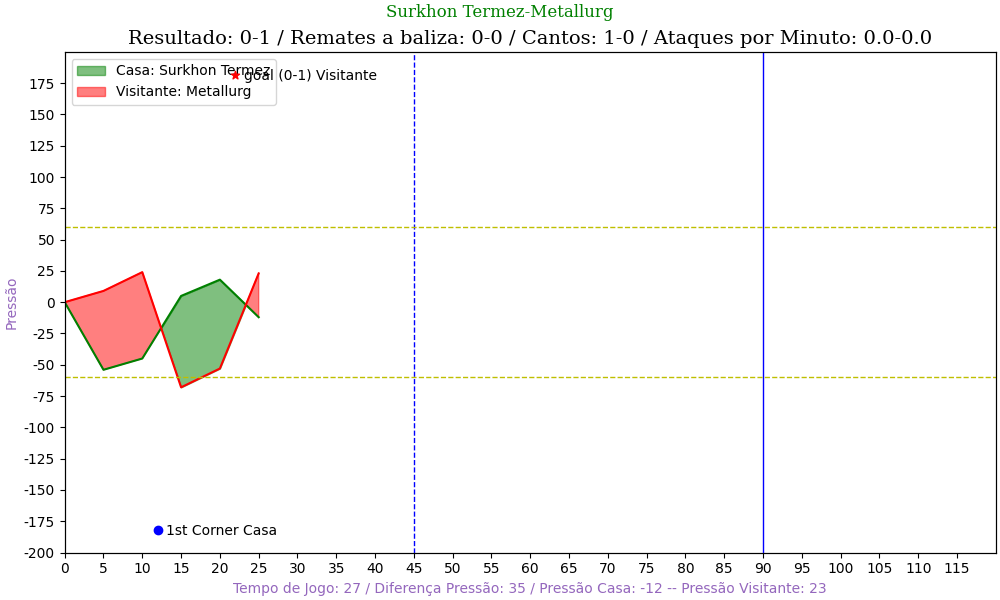 Surkhon Termez-Metallurg
Resultado: 0-1 / Remates a baliza: 0-0 / Cantos: 1-0 / Ataques por Minuto: 0.0-0.0
Casa: Surkhon Termez
goal (0-1) Visitante
Visitante: Metallurg
175
150
125
100
75
50
25
0
-25
-50
-75
-100
-125
-150
-175
-200
Pressão
1st Corner Casa
0 5 10 15 20 25 30 35 40 45 50 55 60 65 70 75 80 85 90 95 100 105 110 115
Tempo de Jogo: 27 / Diferença Pressão: 35 / Pressão Casa: -12 -- Pressão Visitante: 23